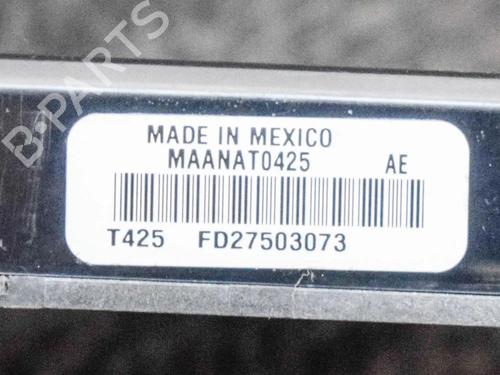 B-PARTS
MADE IN MEXICO
MAANAT0425 AE
T425 FD27503073